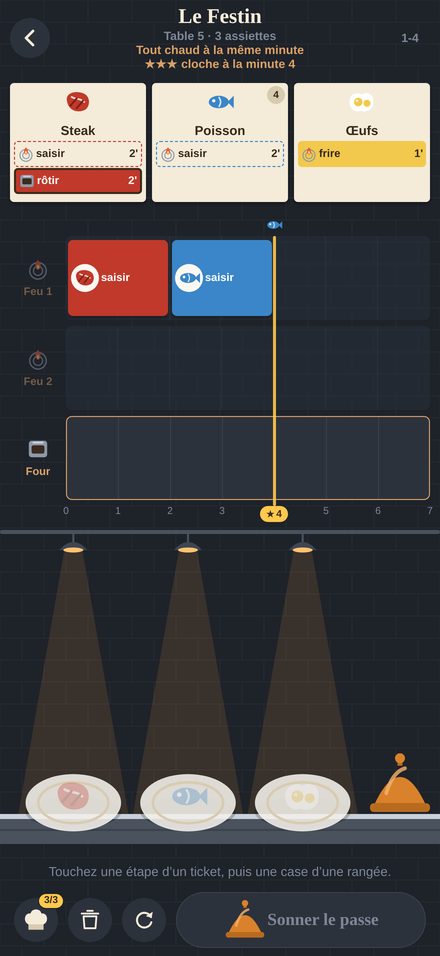 Le Festin
Table 5 · 3 assiettes
Tout chaud à la même minute
★★★ cloche à la minute 4
1-4
4
Steak
Poisson
Œufs
saisir 2'
saisir 2'
frire 1'
rôtir 2'
saisir
saisir
Feu 1
Feu 2
Four
0 1 2 3 ★4 5 6 7
Touchez une étape d'un ticket, puis une case d'une rangée.
3/3
Sonner le passe